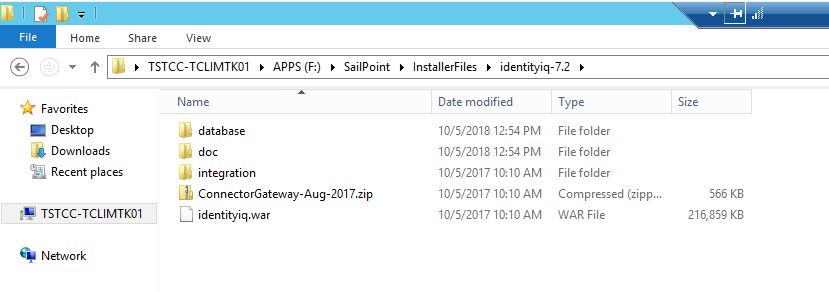 File Home Share View
TSTCC-TCLIMTK01 APPS (F:) SailPoint InstallerFiles identityiq-7.2
Favorites
Desktop
Downloads
Recent places
TSTCC-TCLIMTK01
Network
Name Date modified Type Size
database 10/5/2018 12:54 PM File folder
doc 10/5/2018 12:54 PM File folder
integration 10/5/2017 10:10 AM File folder
ConnectorGateway-Aug-2017.zip 10/5/2017 10:10 AM Compressed (zipp... 566 KB
identityiq.war 10/5/2017 10:10 AM WAR File 216,859 KB